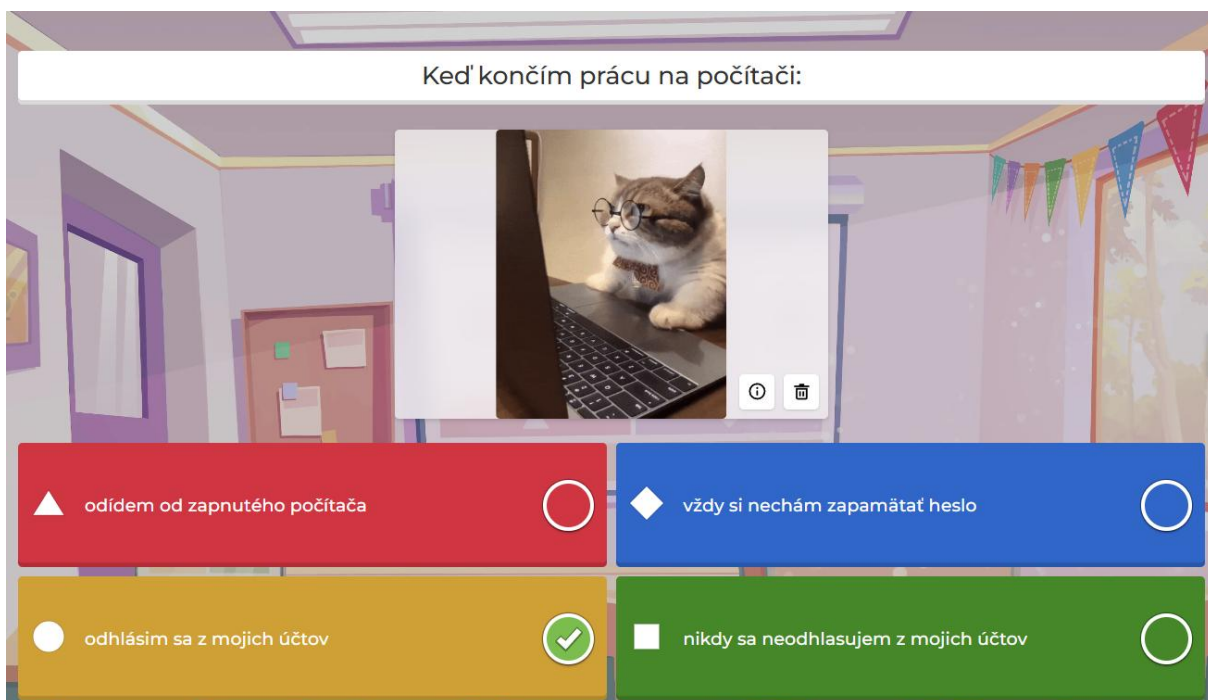 Keď končím prácu na počítači:
odídem od zapnutého počítača
vždy si nechám zapamätať heslo
odhlásim sa z mojich účtov
nikdy sa neodhlasujem z mojich účtov